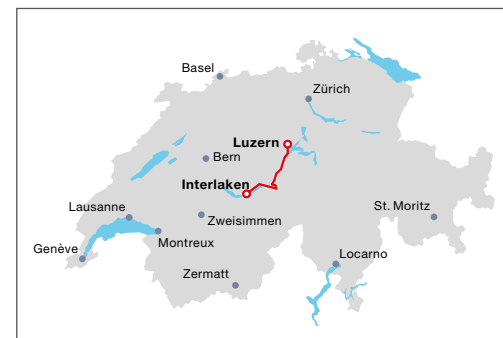 Basel
Zürich
Luzern
Bern
Interlaken
Lausanne
Zweisimmen
St. Moritz
Genève
Montreux
Locarno
Zermatt